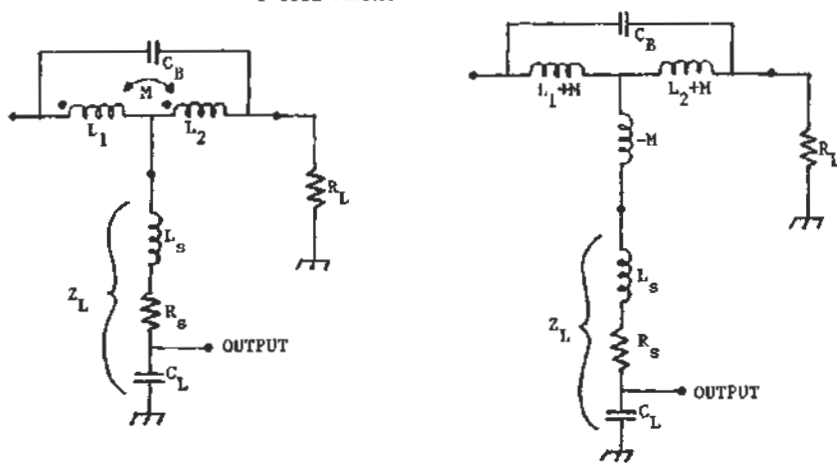 C_B
M
L_1
L_2
R_L
L_s
Z_L
R_s
OUTPUT
C_L
C_B
L_1+M
L_2+M
-M
R_L
L_s
Z_L
R_s
OUTPUT
C_L